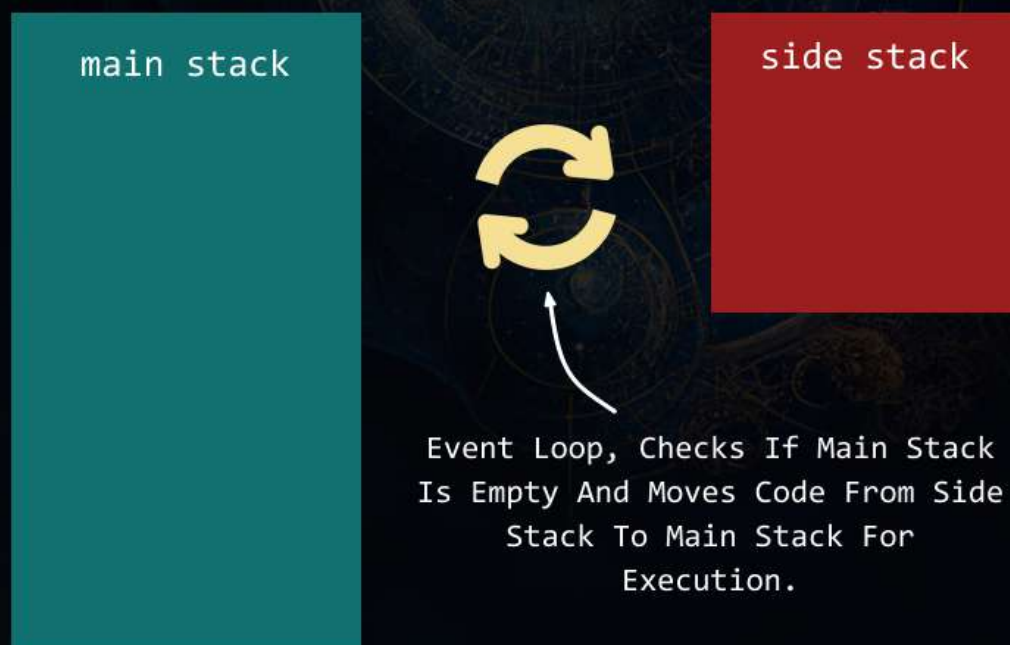 main stack
side stack
Event Loop, Checks If Main Stack
Is Empty And Moves Code From Side
Stack To Main Stack For
Execution.